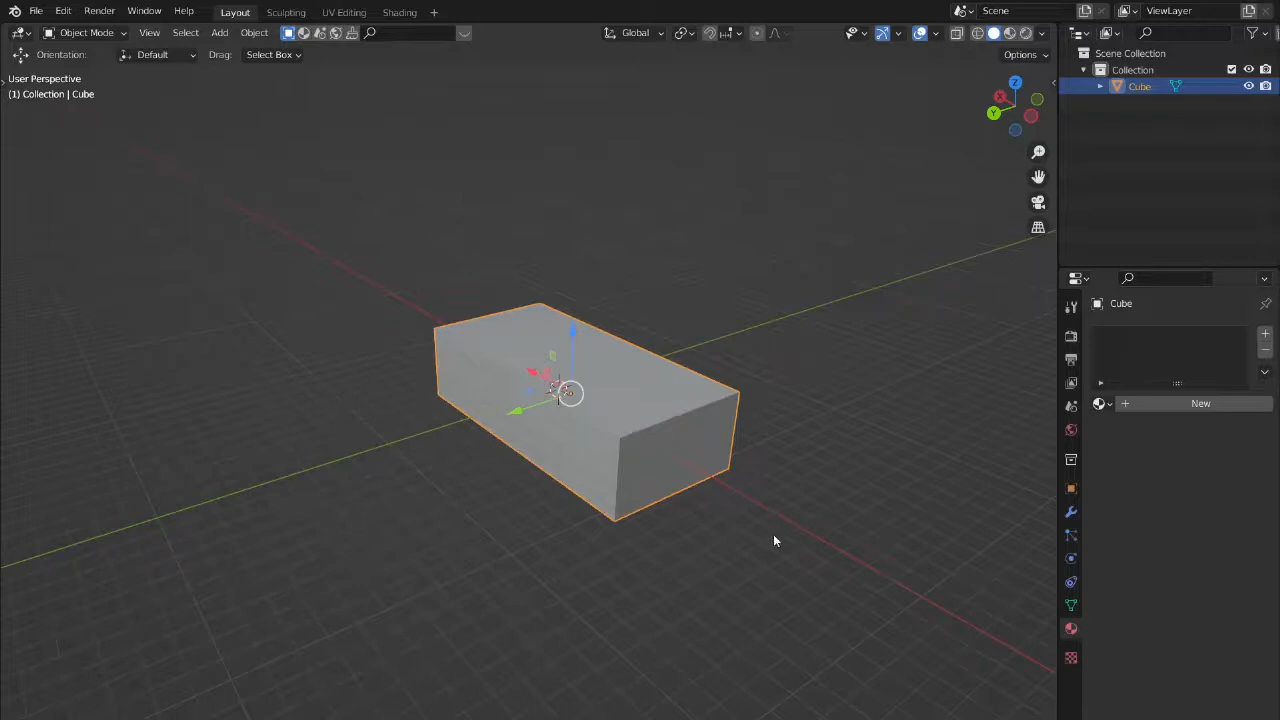 File Edit Render Window Help Layout Sculpting UV Editing Shading + Scene ViewLayer
Object Mode View Select Add Object Global
Orientation: Default Drag: Select Box Options
User Perspective
(1) Collection | Cube
Scene Collection
Collection
Cube
Z
X
Y
Cube
+
−
+ New